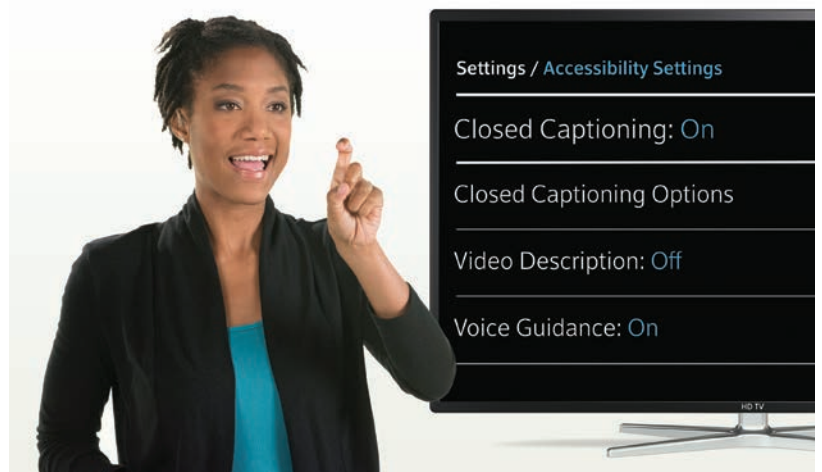 Settings / Accessibility Settings
Closed Captioning: On
Closed Captioning Options
Video Description: Off
Voice Guidance: On
HD TV